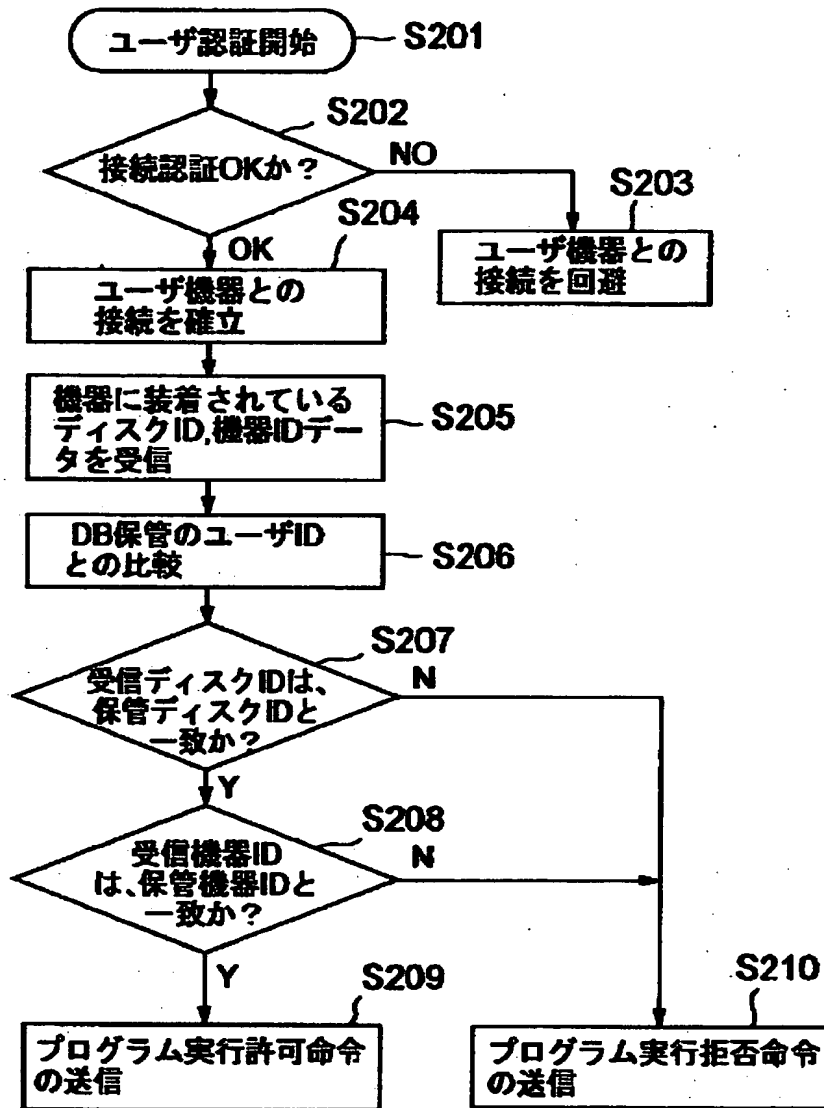 ユーザ認証開始
S201
S202
接続認証OKか？
NO
S203
ユーザ機器との
接続を回避
OK
S204
ユーザ機器との
接続を確立
機器に装着されている
ディスクID,機器IDデー
タを受信
S205
DB保管のユーザID
との比較
S206
S207
受信ディスクIDは、
保管ディスクIDと
一致か？
N
Y
S208
受信機器ID
は、保管機器IDと
一致か？
N
Y
S209
プログラム実行許可命令
の送信
S210
プログラム実行拒否命令
の送信